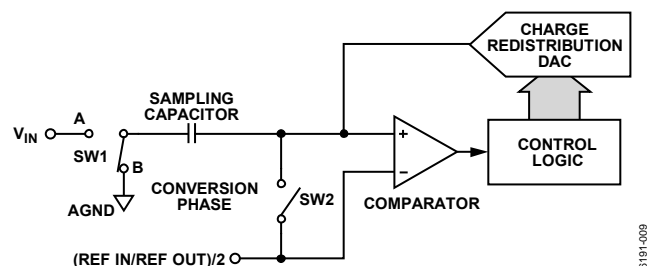 CHARGE
REDISTRIBUTION
DAC
SAMPLING
CAPACITOR
A
VIN
SW1
B
AGND
CONVERSION
PHASE
SW2
+
−
COMPARATOR
CONTROL
LOGIC
(REF IN/REF OUT)/2